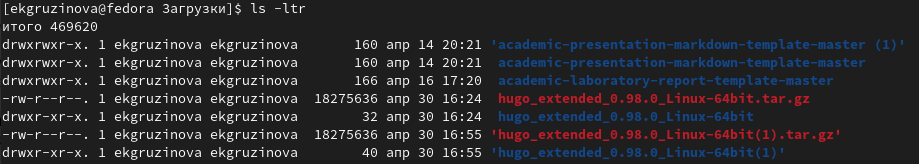 [ekgruzinova@fedora Загрузки]$ ls -ltr
итого 469620
drwxrwxr-x. 1 ekgruzinova ekgruzinova 160 апр 14 20:21 'academic-presentation-markdown-template-master (1)'
drwxrwxr-x. 1 ekgruzinova ekgruzinova 160 апр 14 20:21 academic-presentation-markdown-template-master
drwxrwxr-x. 1 ekgruzinova ekgruzinova 166 апр 16 17:20 academic-laboratory-report-template-master
-rw-r--r--. 1 ekgruzinova ekgruzinova 18275636 апр 30 16:24 hugo_extended_0.98.0_Linux-64bit.tar.gz
drwxr-xr-x. 1 ekgruzinova ekgruzinova 32 апр 30 16:24 hugo_extended_0.98.0_Linux-64bit
-rw-r--r--. 1 ekgruzinova ekgruzinova 18275636 апр 30 16:55 'hugo_extended_0.98.0_Linux-64bit(1).tar.gz'
drwxr-xr-x. 1 ekgruzinova ekgruzinova 40 апр 30 16:55 'hugo_extended_0.98.0_Linux-64bit(1)'